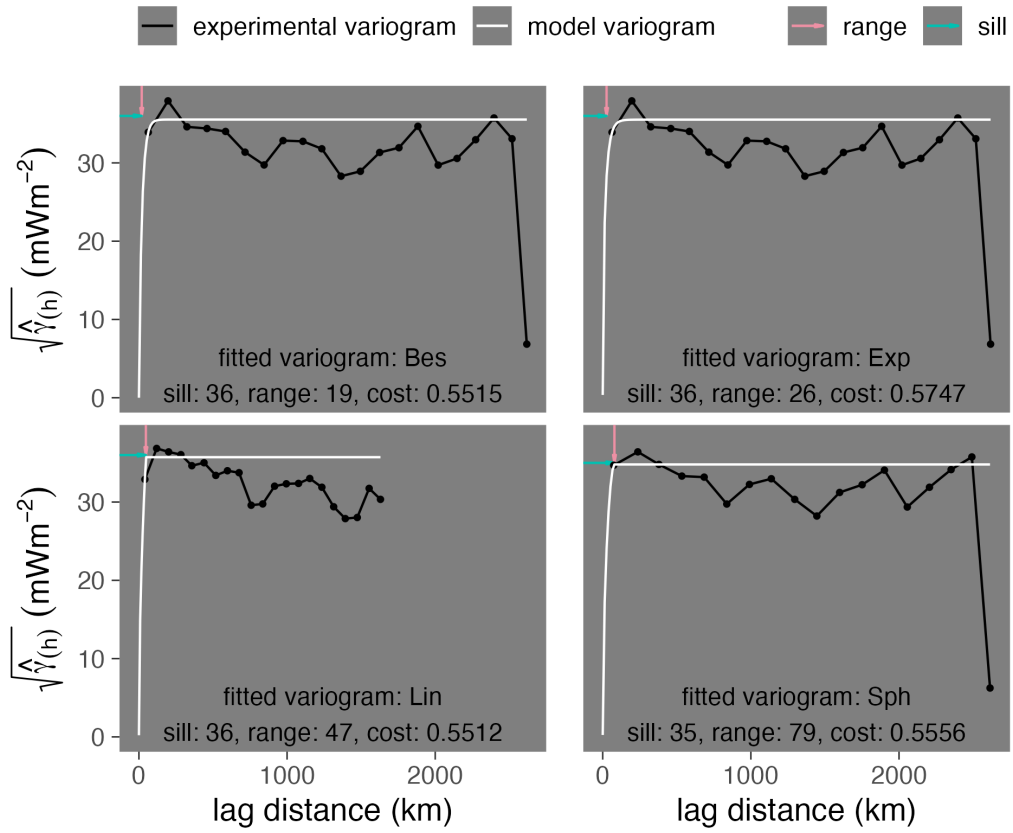 experimental variogram model variogram range sill
√γ̂(h) (mWm⁻²)
30
20
10
0
fitted variogram: Bes
sill: 36, range: 19, cost: 0.5515
fitted variogram: Exp
sill: 36, range: 26, cost: 0.5747
√γ̂(h) (mWm⁻²)
30
20
10
0
fitted variogram: Lin
sill: 36, range: 47, cost: 0.5512
fitted variogram: Sph
sill: 35, range: 79, cost: 0.5556
0 1000 2000
0 1000 2000
lag distance (km)
lag distance (km)